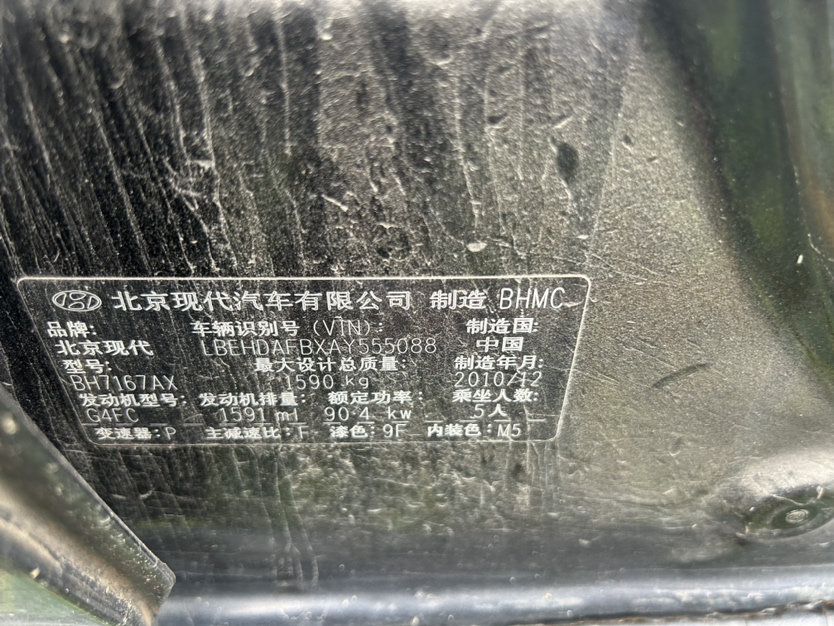 北京现代汽车有限公司 制造 BHMC
品牌: 车辆识别号 (VIN): 制造国:
北京现代 LBEHDAFBXAY555088 中国
型号: 最大设计总质量: 制造年月:
BH7167AX 1590 kg 2010/12
发动机型号: 发动机排量: 额定功率: 乘坐人数:
G4FC 1591 ml 90.4 kw 5人
变速器: P 主减速比: F 漆色: 9F 内装色: M5